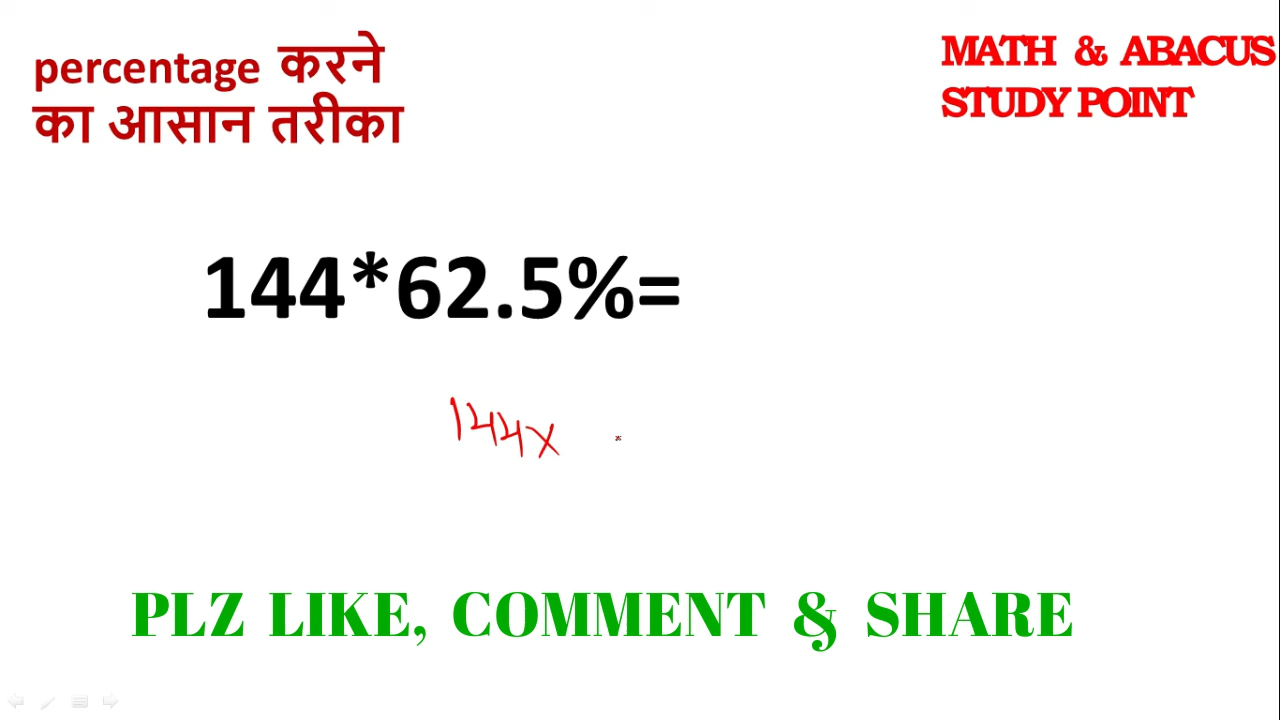 percentage करने
का आसान तरीका
MATH & ABACUS
STUDY POINT
144*62.5%=
144x
PLZ LIKE, COMMENT & SHARE